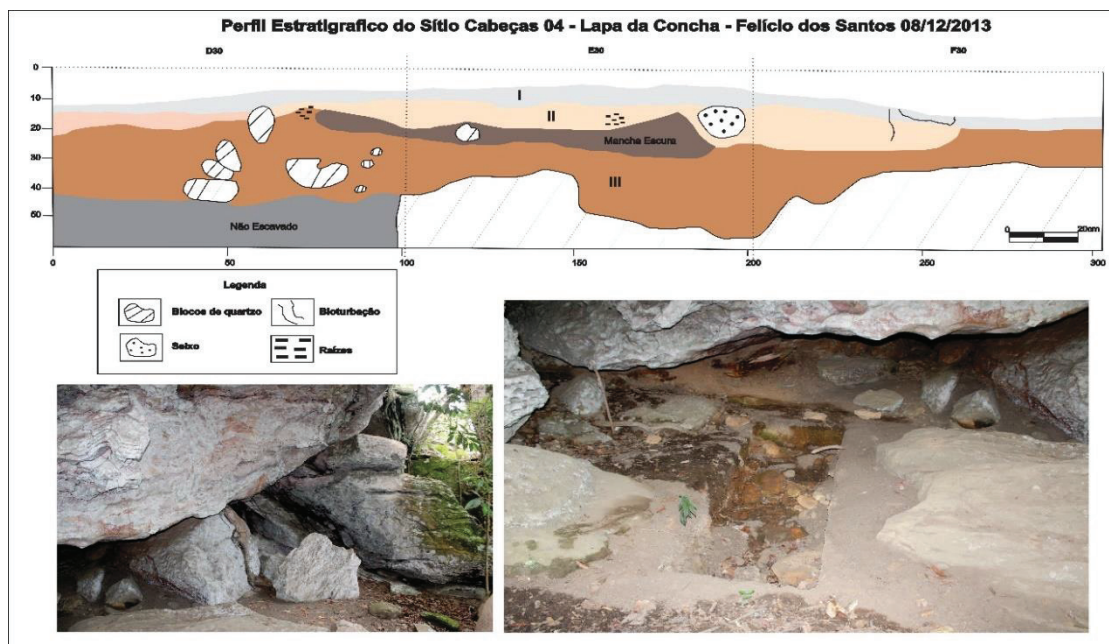 Perfil Estratigrafico do Sítio Cabeças 04 - Lapa da Concha - Felício dos Santos 08/12/2013
D30 E30 F30
0
10
20
30
40
50
I
II
III
Mancha Escura
Não Escavado
0 20cm
0 50 100 150 200 250 300
Legenda
Blocos de quartzo
Bioturbação
Seixo
Raízes